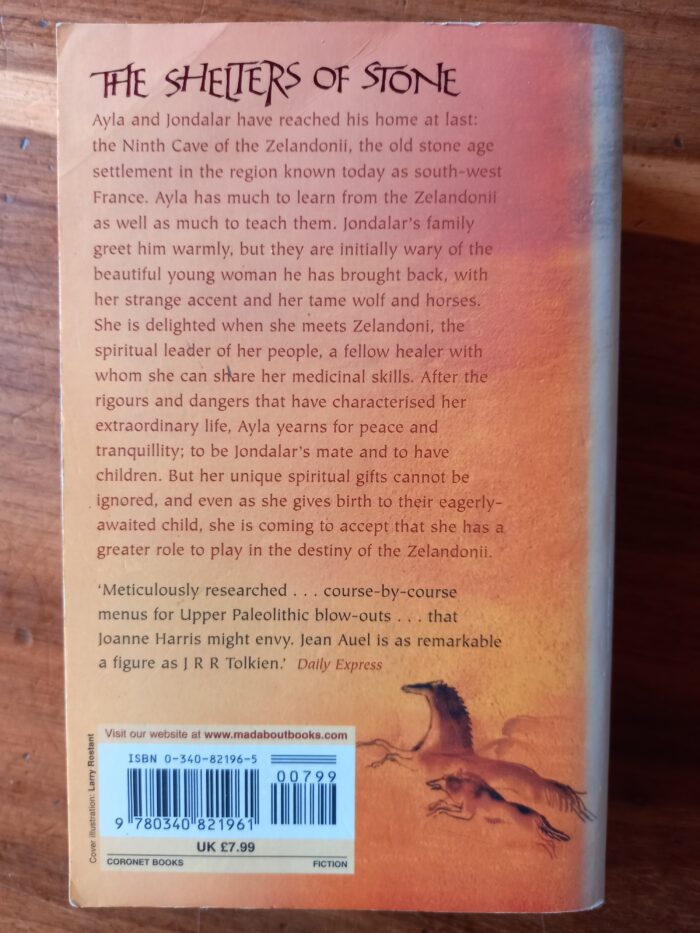 THE SHELTERS OF STONE
Ayla and Jondalar have reached his home at last:
the Ninth Cave of the Zelandonii, the old stone age
settlement in the region known today as south-west
France. Ayla has much to learn from the Zelandonii
as well as much to teach them. Jondalar's family
greet him warmly, but they are initially wary of the
beautiful young woman he has brought back, with
her strange accent and her tame wolf and horses.
She is delighted when she meets Zelandoni, the
spiritual leader of her people, a fellow healer with
whom she can share her medicinal skills. After the
rigours and dangers that have characterised her
extraordinary life, Ayla yearns for peace and
tranquillity; to be Jondalar's mate and to have
children. But her unique spiritual gifts cannot be
ignored, and even as she gives birth to their eagerly-
awaited child, she is coming to accept that she has a
greater role to play in the destiny of the Zelandonii.
'Meticulously researched . . . course-by-course
menus for Upper Paleolithic blow-outs . . . that
Joanne Harris might envy. Jean Auel is as remarkable
a figure as J R R Tolkien.' Daily Express
Visit our website at www.madaboutbooks.com
ISBN 0-340-82196-5
00799
9 780340 821961
UK £7.99
CORONET BOOKS FICTION
Cover illustration: Larry Rostant